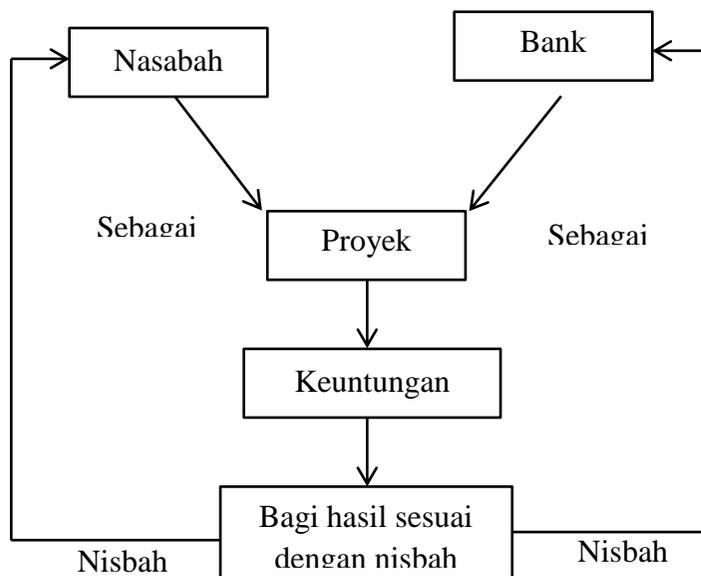 Nasabah
Bank
Sebagai
Proyek
Sebagai
Keuntungan
Bagi hasil sesuai
dengan nisbah
Nisbah
Nisbah